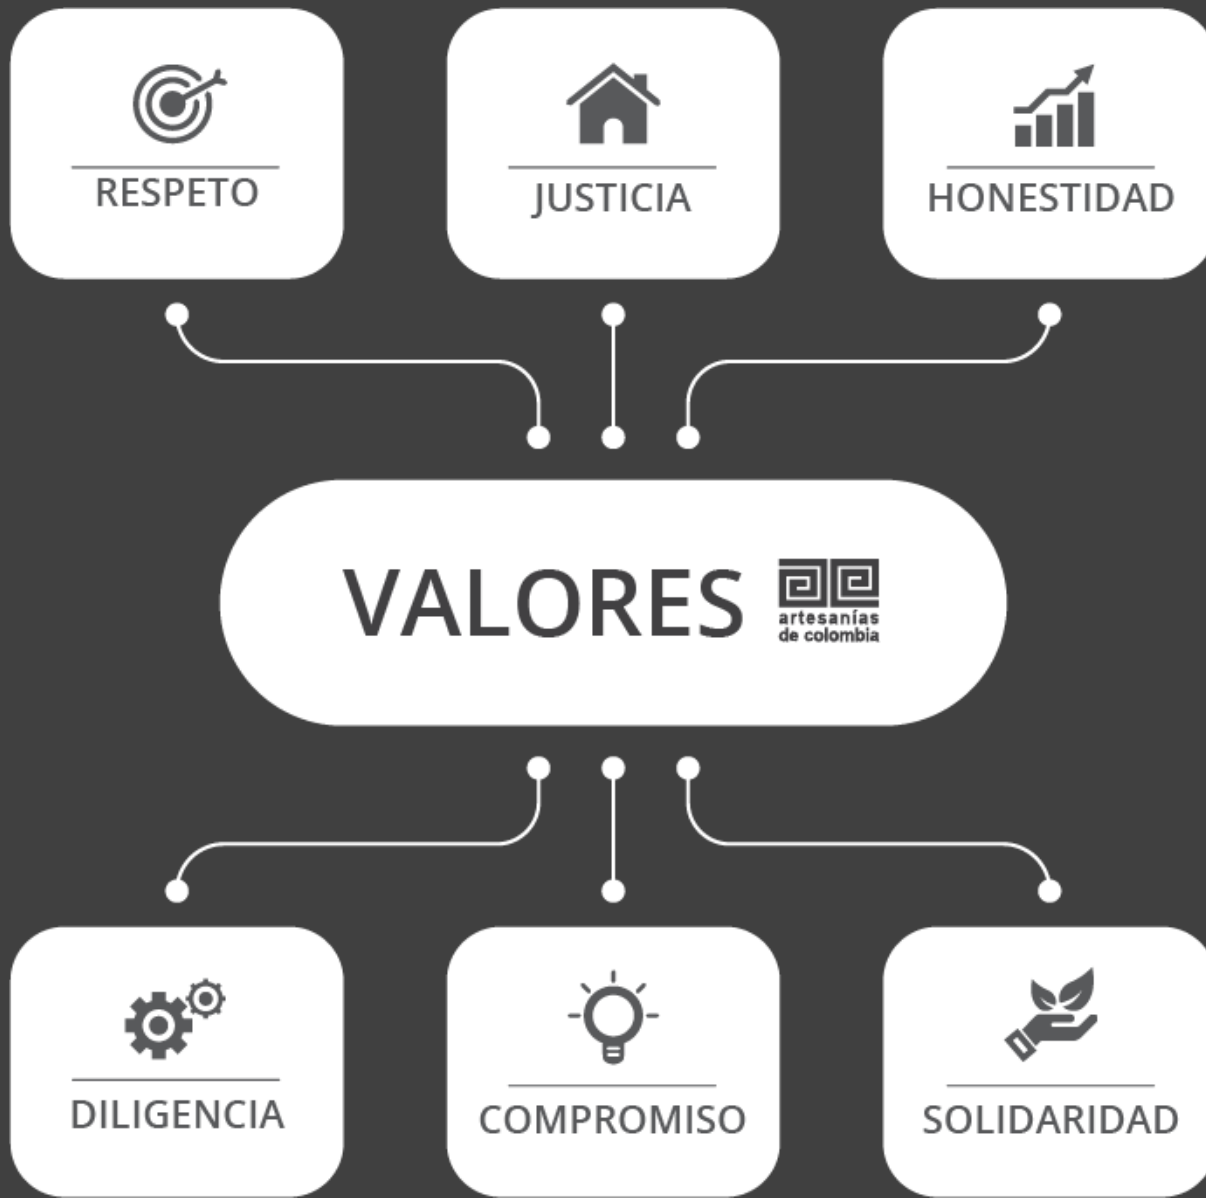 RESPETO
JUSTICIA
HONESTIDAD
VALORES
artesanías
de colombia
DILIGENCIA
COMPROMISO
SOLIDARIDAD